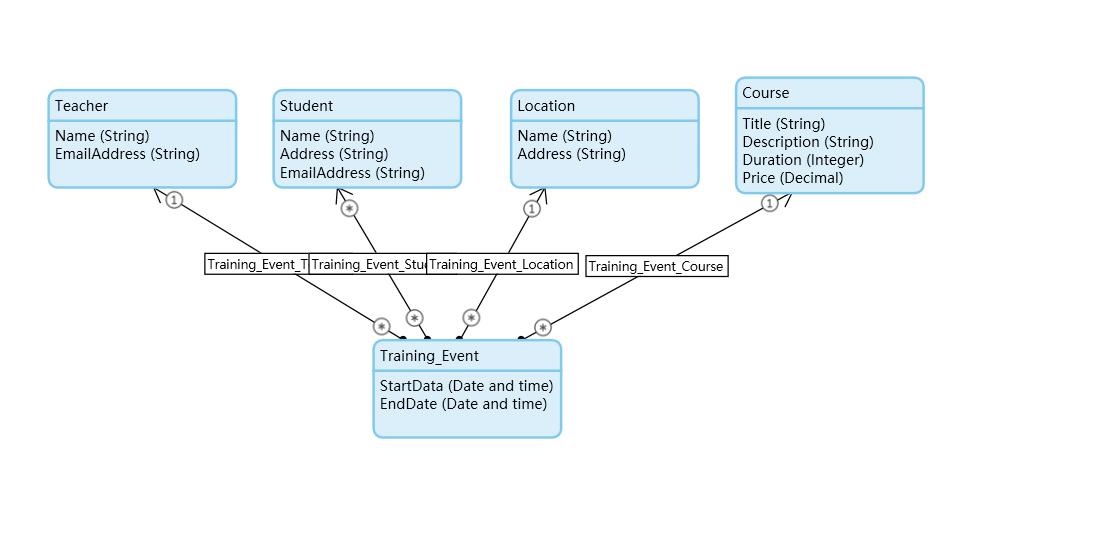 Teacher
Name (String)
EmailAddress (String)
Student
Name (String)
Address (String)
EmailAddress (String)
Location
Name (String)
Address (String)
Course
Title (String)
Description (String)
Duration (Integer)
Price (Decimal)
1
*
1
1
Training_Event_T
Training_Event_Stu
Training_Event_Location
Training_Event_Course
*
*
*
*
Training_Event
StartData (Date and time)
EndDate (Date and time)